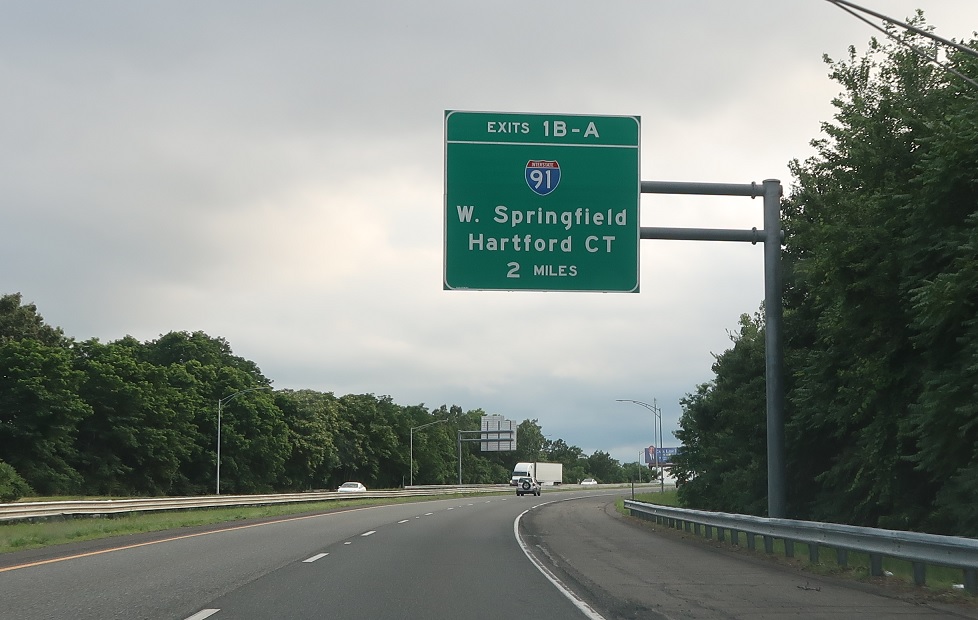 EXITS 1B-A
INTERSTATE
91
W. Springfield
Hartford CT
2 MILES